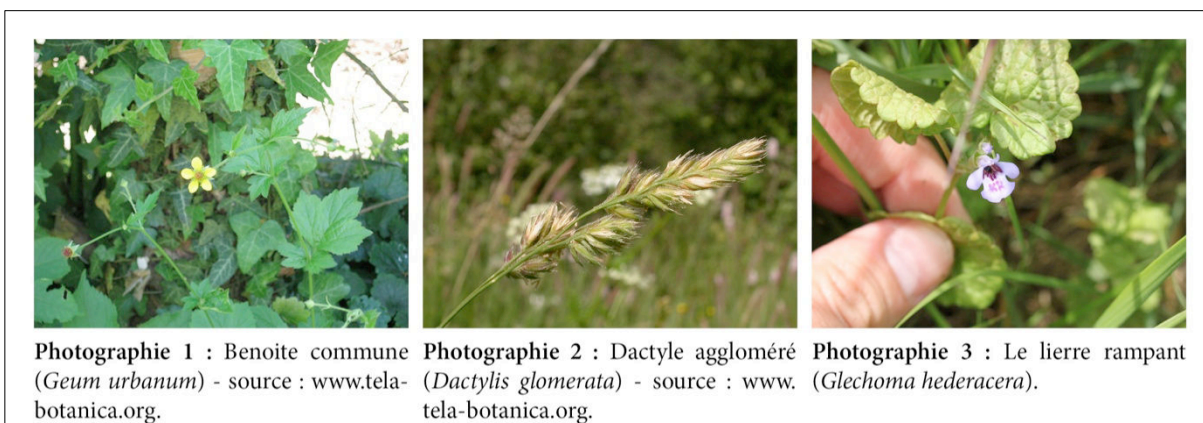 Photographie 1 : Benoite commune
(Geum urbanum) - source : www.tela-
botanica.org.
Photographie 2 : Dactyle aggloméré
(Dactylis glomerata) - source : www.
tela-botanica.org.
Photographie 3 : Le lierre rampant
(Glechoma hederacera).